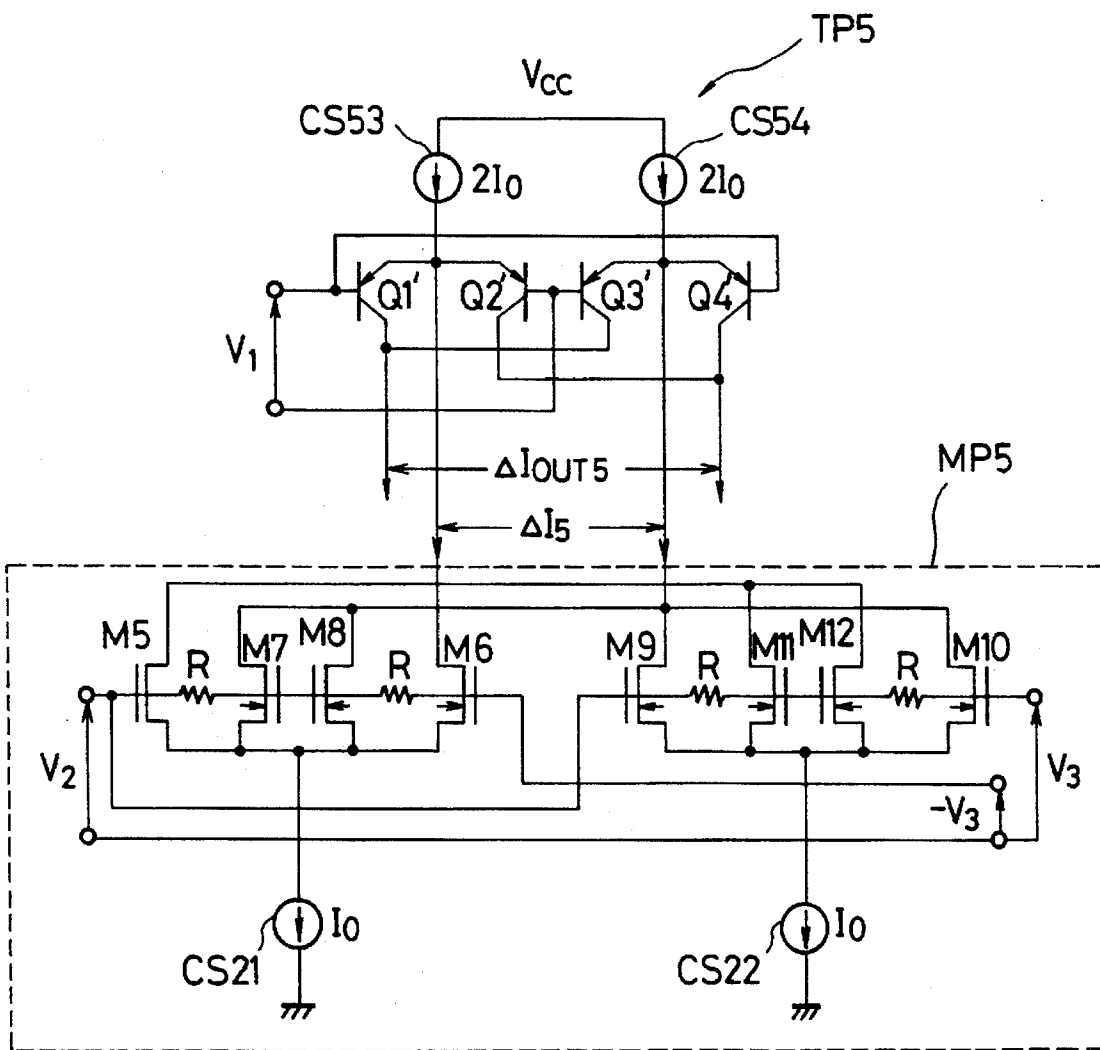 TP5
VCC
CS53
CS54
2I0
2I0
Q1'
Q2'
Q3'
Q4'
V1
ΔIOUT5
MP5
ΔI5
M5
M7
M8
M6
M9
M11
M12
M10
R
R
R
R
V2
V3
-V3
I0
I0
CS21
CS22